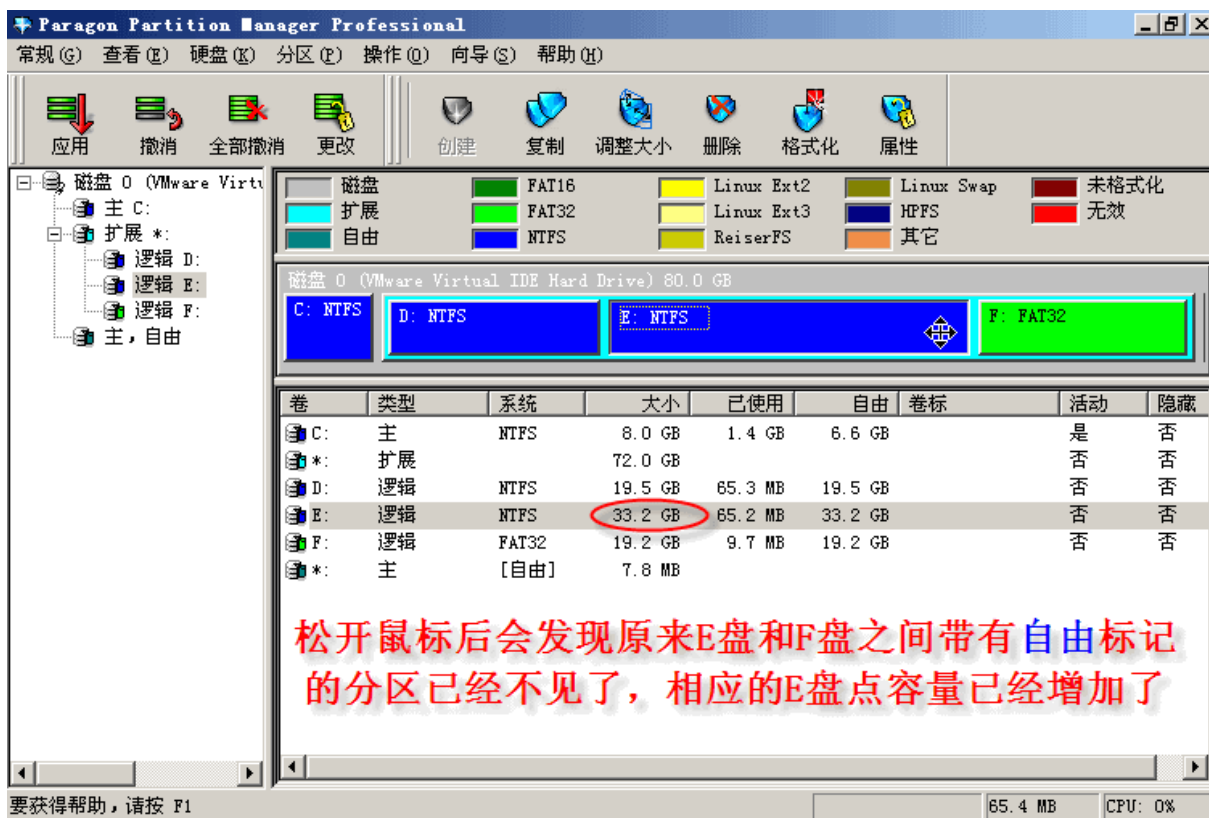 Paragon Partition Manager Professional
常规(G) 查看(E) 硬盘(K) 分区(P) 操作(O) 向导(S) 帮助(H)
应用 撤消 全部撤消 更改 创建 复制 调整大小 删除 格式化 属性
磁盘 0 (VMware Virtu
主 C:
扩展 *:
逻辑 D:
逻辑 E:
逻辑 F:
主，自由
磁盘 FAT16 Linux Ext2 Linux Swap 未格式化
扩展 FAT32 Linux Ext3 HPFS 无效
自由 NTFS ReiserFS 其它
磁盘 0 (VMware Virtual IDE Hard Drive) 80.0 GB
C: NTFS D: NTFS E: NTFS F: FAT32
卷 类型 系统 大小 已使用 自由 卷标 活动 隐藏
C: 主 NTFS 8.0 GB 1.4 GB 6.6 GB 是 否
*: 扩展 72.0 GB 否 否
D: 逻辑 NTFS 19.5 GB 65.3 MB 19.5 GB 否 否
E: 逻辑 NTFS 33.2 GB 65.2 MB 33.2 GB 否 否
F: 逻辑 FAT32 19.2 GB 9.7 MB 19.2 GB 否 否
*: 主 [自由] 7.8 MB
松开鼠标后会发现原来E盘和F盘之间带有自由标记
的分区已经不见了，相应的E盘点容量已经增加了
要获得帮助，请按 F1 65.4 MB CPU: 0%